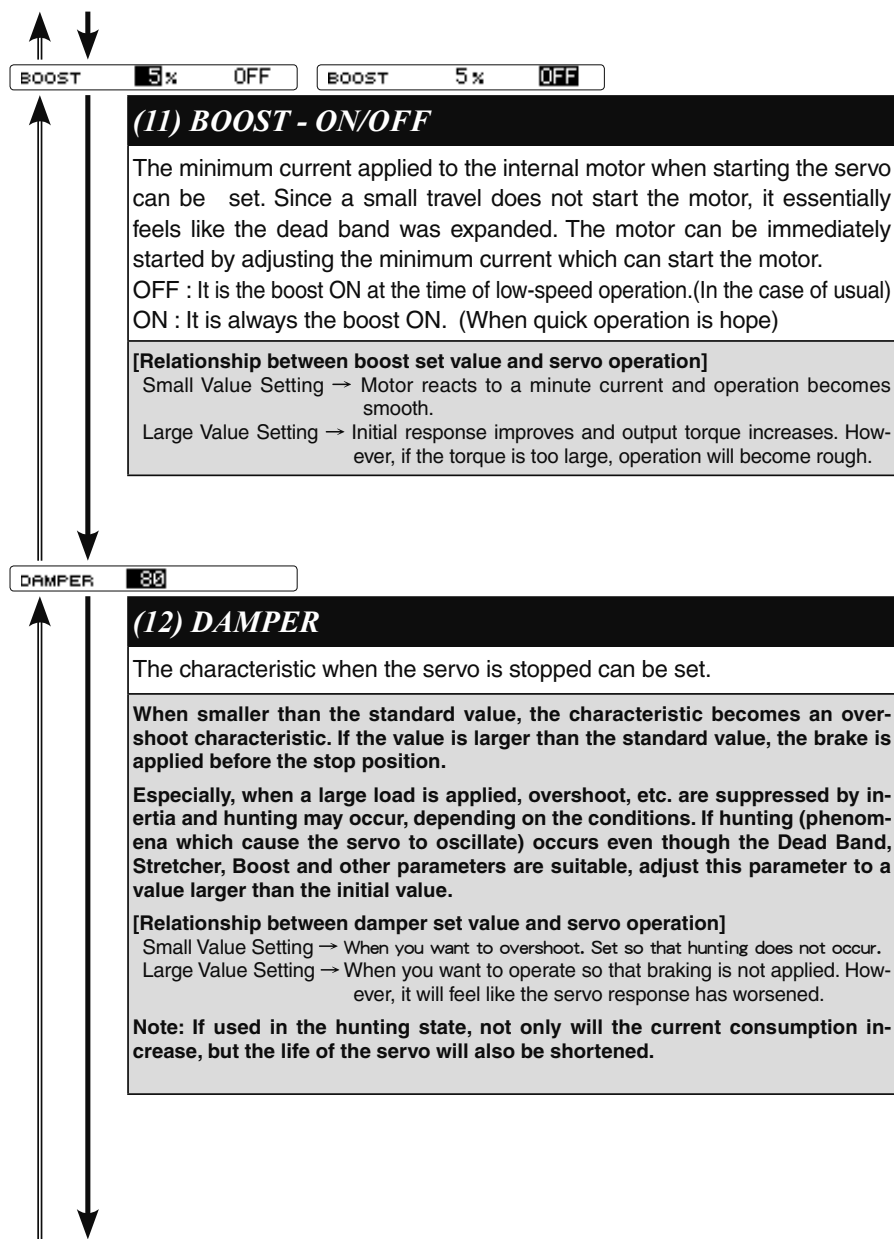 BOOST 5% OFF BOOST 5% OFF
(11) BOOST - ON/OFF
The minimum current applied to the internal motor when starting the servo
can be set. Since a small travel does not start the motor, it essentially
feels like the dead band was expanded. The motor can be immediately
started by adjusting the minimum current which can start the motor.
OFF : It is the boost ON at the time of low-speed operation.(In the case of usual)
ON : It is always the boost ON. (When quick operation is hope)
[Relationship between boost set value and servo operation]
Small Value Setting → Motor reacts to a minute current and operation becomes
smooth.
Large Value Setting → Initial response improves and output torque increases. How-
ever, if the torque is too large, operation will become rough.
DAMPER 80
(12) DAMPER
The characteristic when the servo is stopped can be set.
When smaller than the standard value, the characteristic becomes an over-
shoot characteristic. If the value is larger than the standard value, the brake is
applied before the stop position.
Especially, when a large load is applied, overshoot, etc. are suppressed by in-
ertia and hunting may occur, depending on the conditions. If hunting (phenom-
ena which cause the servo to oscillate) occurs even though the Dead Band,
Stretcher, Boost and other parameters are suitable, adjust this parameter to a
value larger than the initial value.
[Relationship between damper set value and servo operation]
Small Value Setting → When you want to overshoot. Set so that hunting does not occur.
Large Value Setting → When you want to operate so that braking is not applied. How-
ever, it will feel like the servo response has worsened.
Note: If used in the hunting state, not only will the current consumption in-
crease, but the life of the servo will also be shortened.